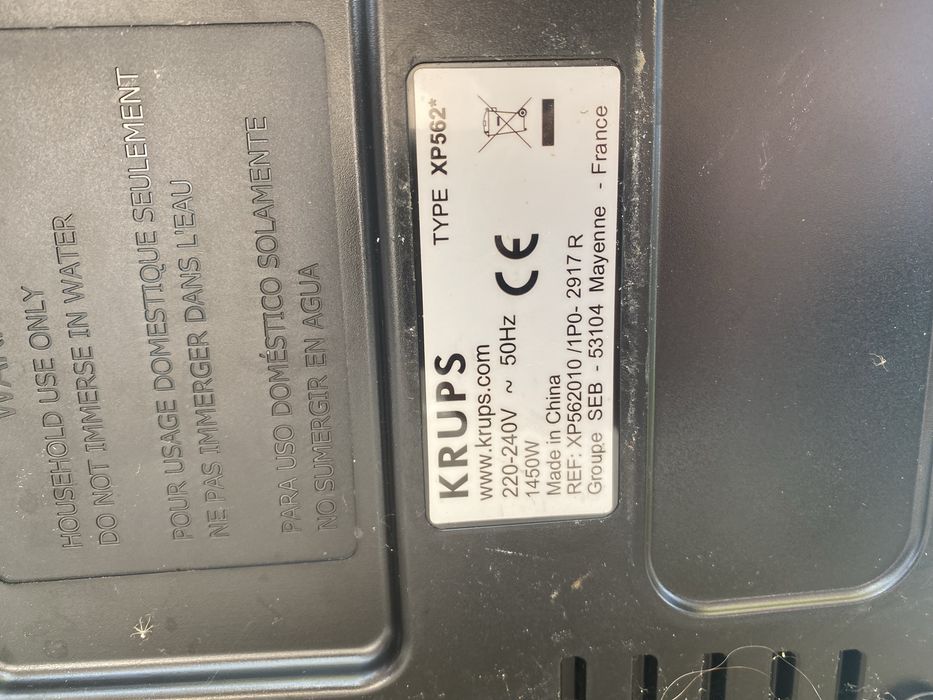 HOUSEHOLD USE ONLY
DO NOT IMMERSE IN WATER
POUR USAGE DOMESTIQUE SEULEMENT
NE PAS IMMERGER DANS L'EAU
PARA USO DOMÉSTICO SOLAMENTE
NO SUMERGIR EN AGUA
KRUPS TYPE XP562*
www.krups.com
220-240V ~ 50Hz CE
1450W
Made in China
REF: XP562010 /1P0- 2917 R
Groupe SEB - 53104 Mayenne - France